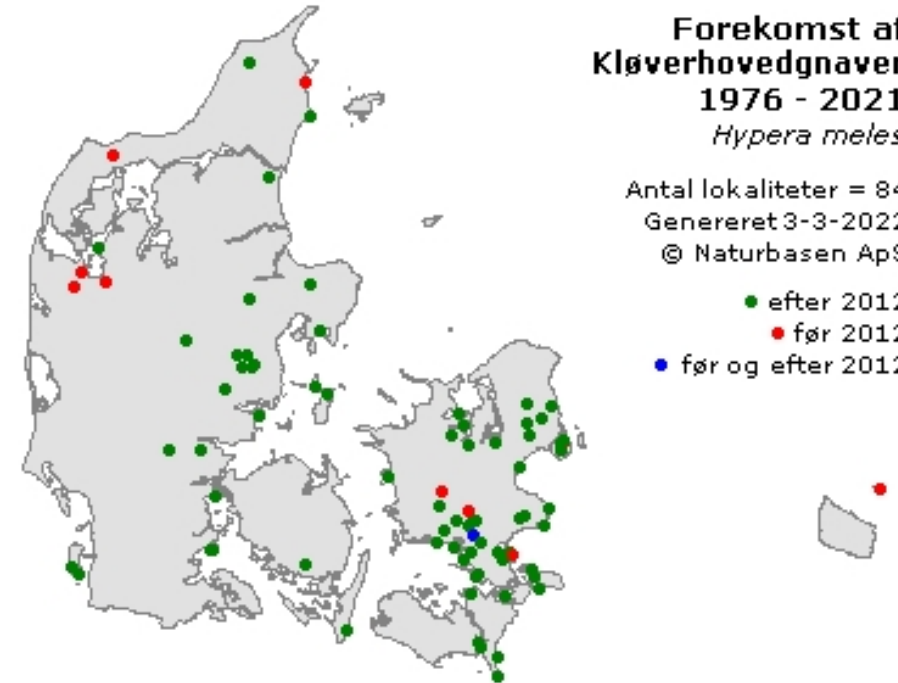 Forekomst af
Kløverhovedgnaver
1976 - 2021
Hypera meles
Antal lokaliteter = 84
Genereret 3-3-2022
© Naturbasen ApS
efter 2012
før 2012
før og efter 2012